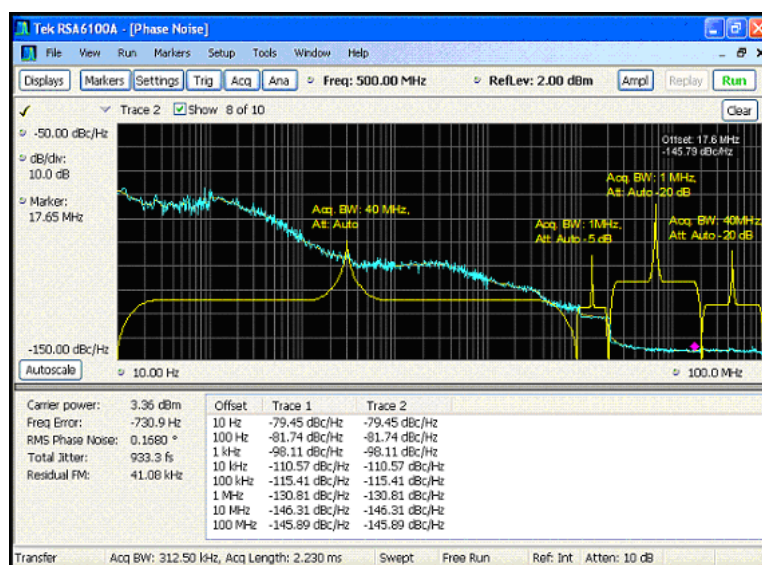 Tek RSA6100A - [Phase Noise]
File View Run Markers Setup Tools Window Help
Displays Markers Settings Trig Acq Ana Freq: 500.00 MHz RefLev: 2.00 dBm Ampl Replay Run
Trace 2 Show 8 of 10 Clear
-50.00 dBc/Hz
dB/div:
10.0 dB
Marker:
17.65 MHz
-150.00 dBc/Hz
Autoscale
Offset: 17.6 MHz
-145.79 dBc/Hz
Acq. BW: 1 MHz,
Att: Auto -20 dB
Acq. BW: 40 MHz,
Att: Auto
Acq. BW: 1MHz,
Att: Auto -5 dB
Acq. BW: 40MHz,
Att: Auto -20 dB
10.00 Hz 100.0 MHz
Carrier power: 3.36 dBm
Freq Error: -730.9 Hz
RMS Phase Noise: 0.1680 °
Total Jitter: 933.3 fs
Residual FM: 41.08 kHz
Offset Trace 1 Trace 2
10 Hz -79.45 dBc/Hz -79.45 dBc/Hz
100 Hz -81.74 dBc/Hz -81.74 dBc/Hz
1 kHz -98.11 dBc/Hz -98.11 dBc/Hz
10 kHz -110.57 dBc/Hz -110.57 dBc/Hz
100 kHz -115.41 dBc/Hz -115.41 dBc/Hz
1 MHz -130.81 dBc/Hz -130.81 dBc/Hz
10 MHz -146.31 dBc/Hz -146.31 dBc/Hz
100 MHz -145.89 dBc/Hz -145.89 dBc/Hz
Transfer Acq BW: 312.50 kHz, Acq Length: 2.230 ms Swept Free Run Ref: Int Atten: 10 dB